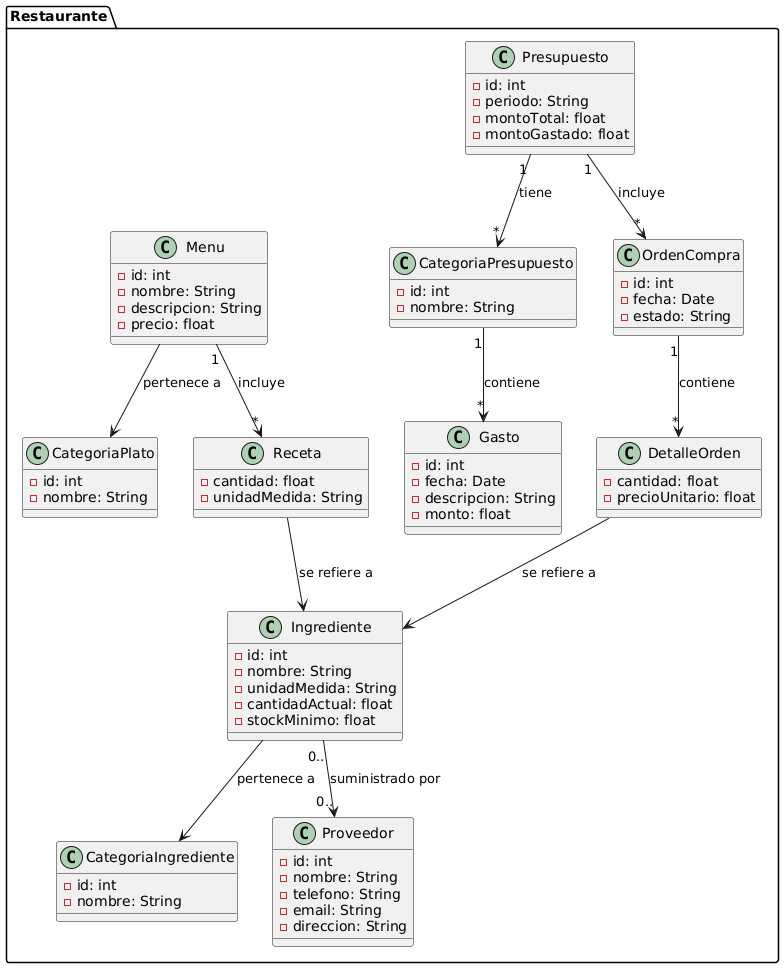 Restaurante
C Presupuesto
id: int
periodo: String
montoTotal: float
montoGastado: float
1
1
tiene
incluye
*
*
C Menu
id: int
nombre: String
descripcion: String
precio: float
C CategoriaPresupuesto
id: int
nombre: String
C OrdenCompra
id: int
fecha: Date
estado: String
1
1
1
pertenece a
incluye
contiene
contiene
*
*
*
C CategoriaPlato
id: int
nombre: String
C Receta
cantidad: float
unidadMedida: String
C Gasto
id: int
fecha: Date
descripcion: String
monto: float
C DetalleOrden
cantidad: float
precioUnitario: float
se refiere a
se refiere a
C Ingrediente
id: int
nombre: String
unidadMedida: String
cantidadActual: float
stockMinimo: float
0..
pertenece a
suministrado por
0..
C CategoriaIngrediente
id: int
nombre: String
C Proveedor
id: int
nombre: String
telefono: String
email: String
direccion: String